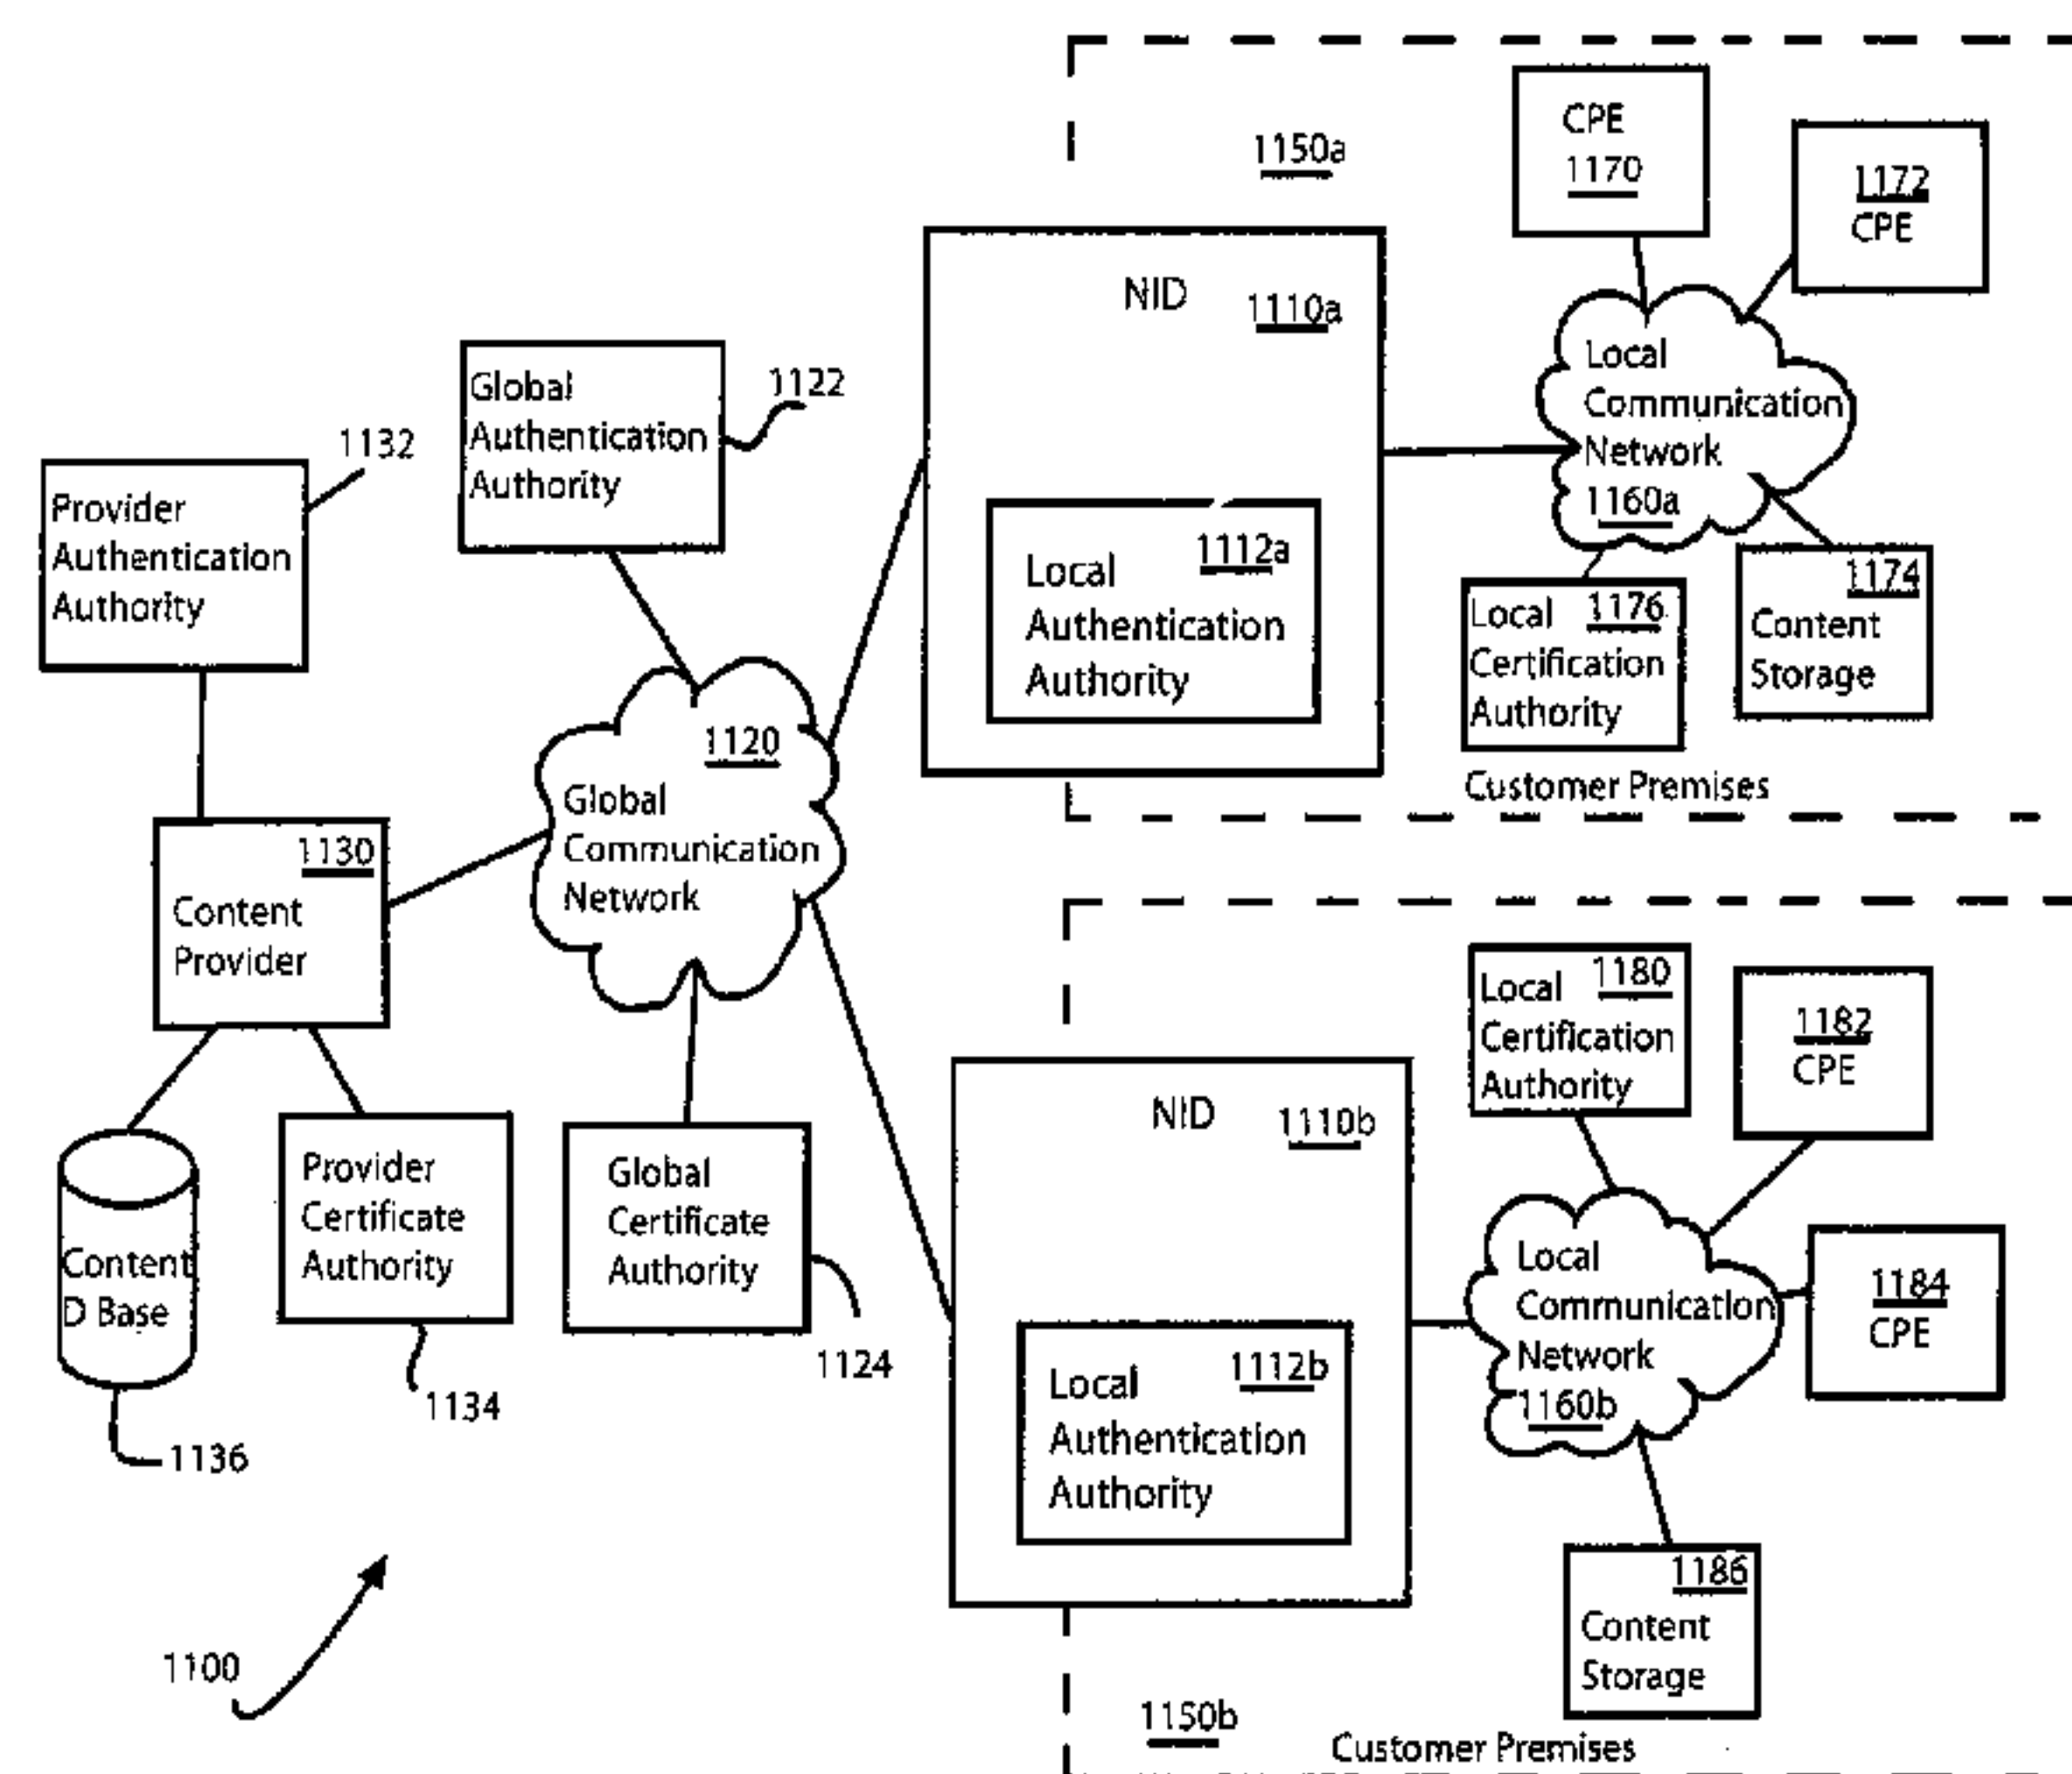 1150a
CPE
1170
1172
CPE
NID
1110a
Local
Communication
Network
1160a
Global
Authentication
Authority
1122
1132
Provider
Authentication
Authority
1112a
Local
Authentication
Authority
1176
Local
Certification
Authority
1174
Content
Storage
Customer Premises
1120
Global
Communication
Network
1130
Content
Provider
1180
Local
Certification
Authority
1182
CPE
NID
1110b
Content
D Base
Provider
Certificate
Authority
Global
Certificate
Authority
Local
Communication
Network
1160b
1184
CPE
1124
1134
1136
1112b
Local
Authentication
Authority
1186
Content
Storage
1100
1150b
Customer Premises